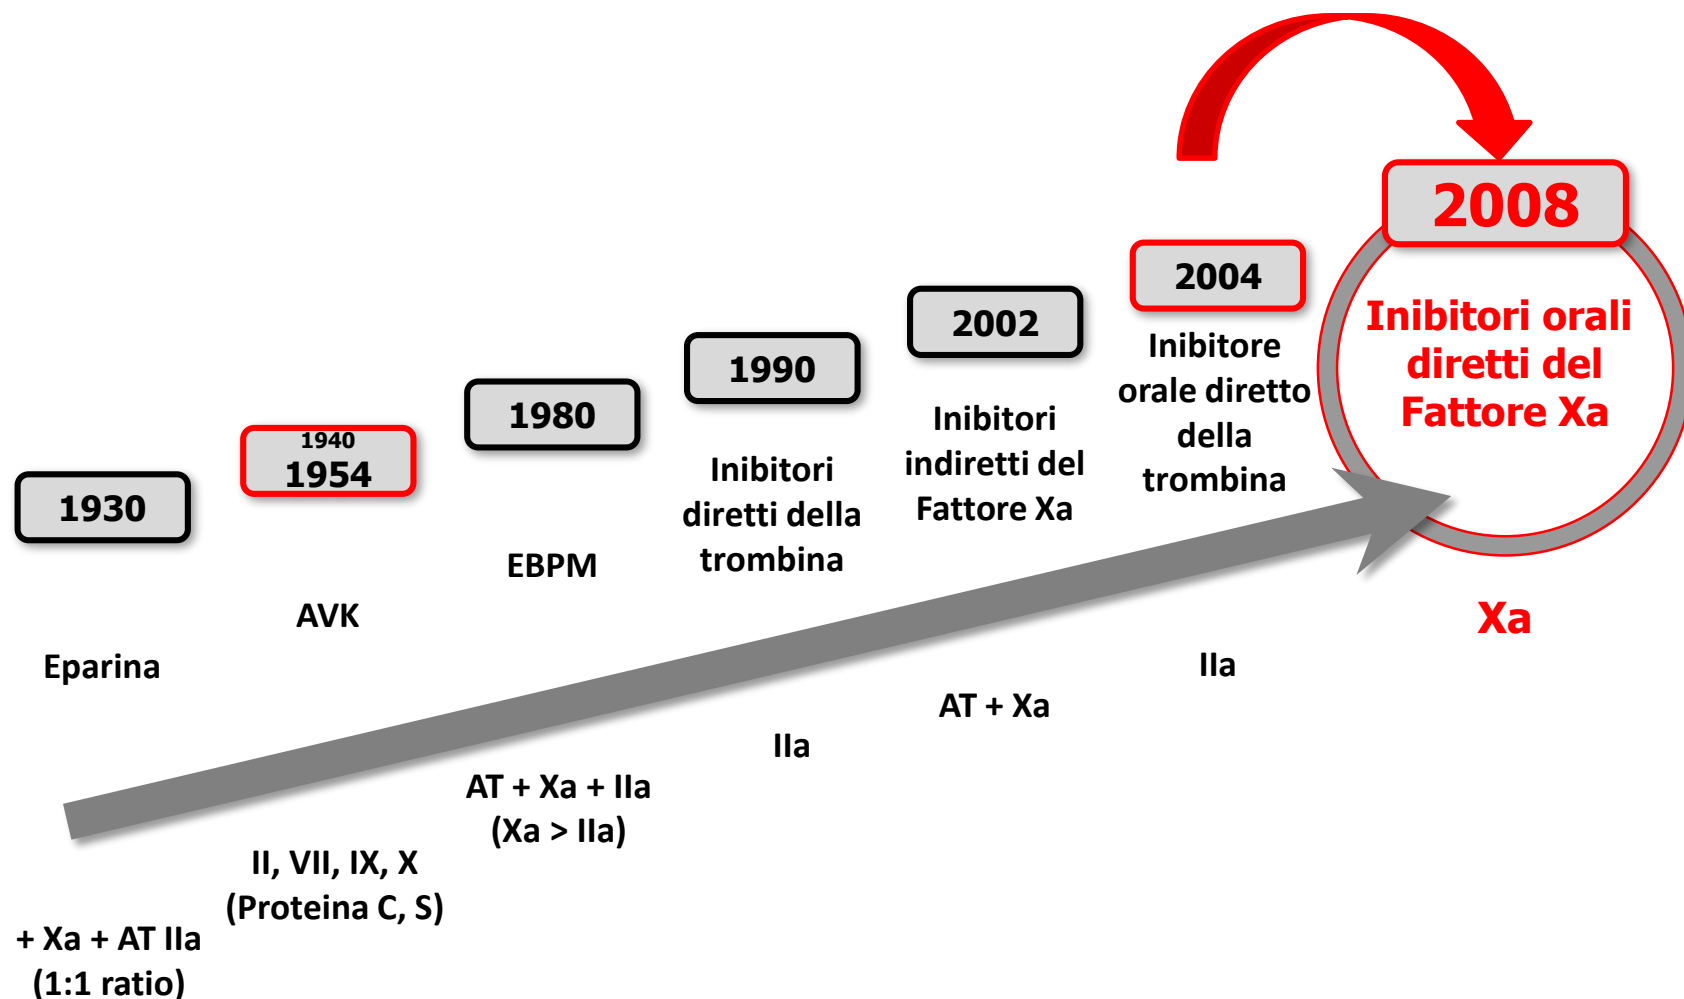 1930
Eparina
+ Xa + AT IIa
(1:1 ratio)
1940
1954
AVK
II, VII, IX, X
(Proteina C, S)
1980
EBPM
AT + Xa + IIa
(Xa > IIa)
1990
Inibitori
diretti della
trombina
IIa
2002
Inibitori
indiretti del
Fattore Xa
AT + Xa
2004
Inibitore
orale diretto
della
trombina
IIa
2008
Inibitori orali
diretti del
Fattore Xa
Xa